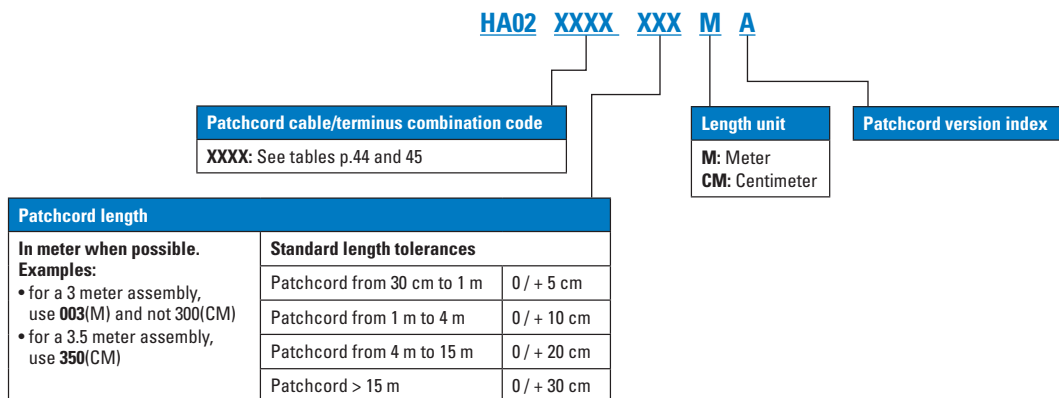 HA02 XXXX XXX M A
Patchcord cable/terminus combination code
XXXX: See tables p.44 and 45
Length unit
M: Meter
CM: Centimeter
Patchcord version index
Patchcord length
In meter when possible.
Examples:
• for a 3 meter assembly,
use 003(M) and not 300(CM)
• for a 3.5 meter assembly,
use 350(CM)
Standard length tolerances
Patchcord from 30 cm to 1 m 0 / + 5 cm
Patchcord from 1 m to 4 m 0 / + 10 cm
Patchcord from 4 m to 15 m 0 / + 20 cm
Patchcord > 15 m 0 / + 30 cm